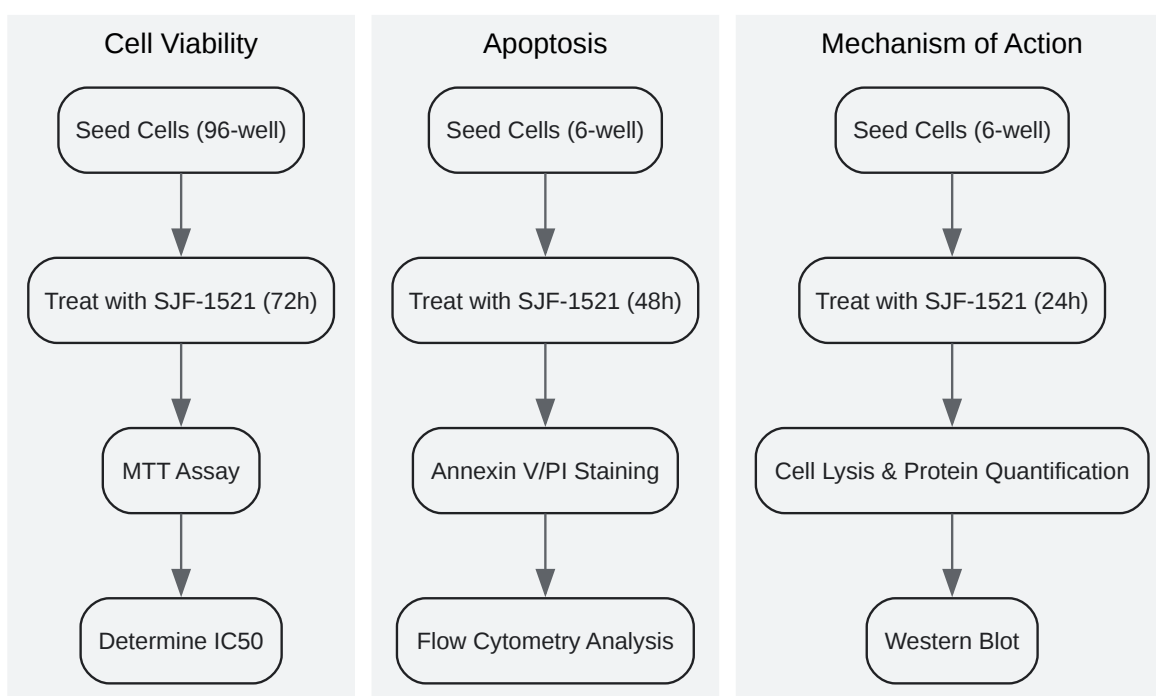 Cell Viability
Seed Cells (96-well)
Treat with SJF-1521 (72h)
MTT Assay
Determine IC50
Apoptosis
Seed Cells (6-well)
Treat with SJF-1521 (48h)
Annexin V/PI Staining
Flow Cytometry Analysis
Mechanism of Action
Seed Cells (6-well)
Treat with SJF-1521 (24h)
Cell Lysis & Protein Quantification
Western Blot